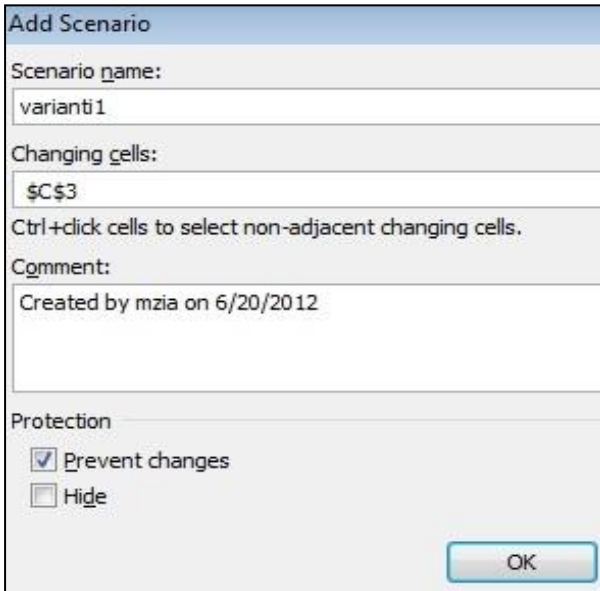 Add Scenario
Scenario name:
varianti1
Changing cells:
$C$3
Ctrl+click cells to select non-adjacent changing cells.
Comment:
Created by mzia on 6/20/2012
Protection
Prevent changes
Hide
OK